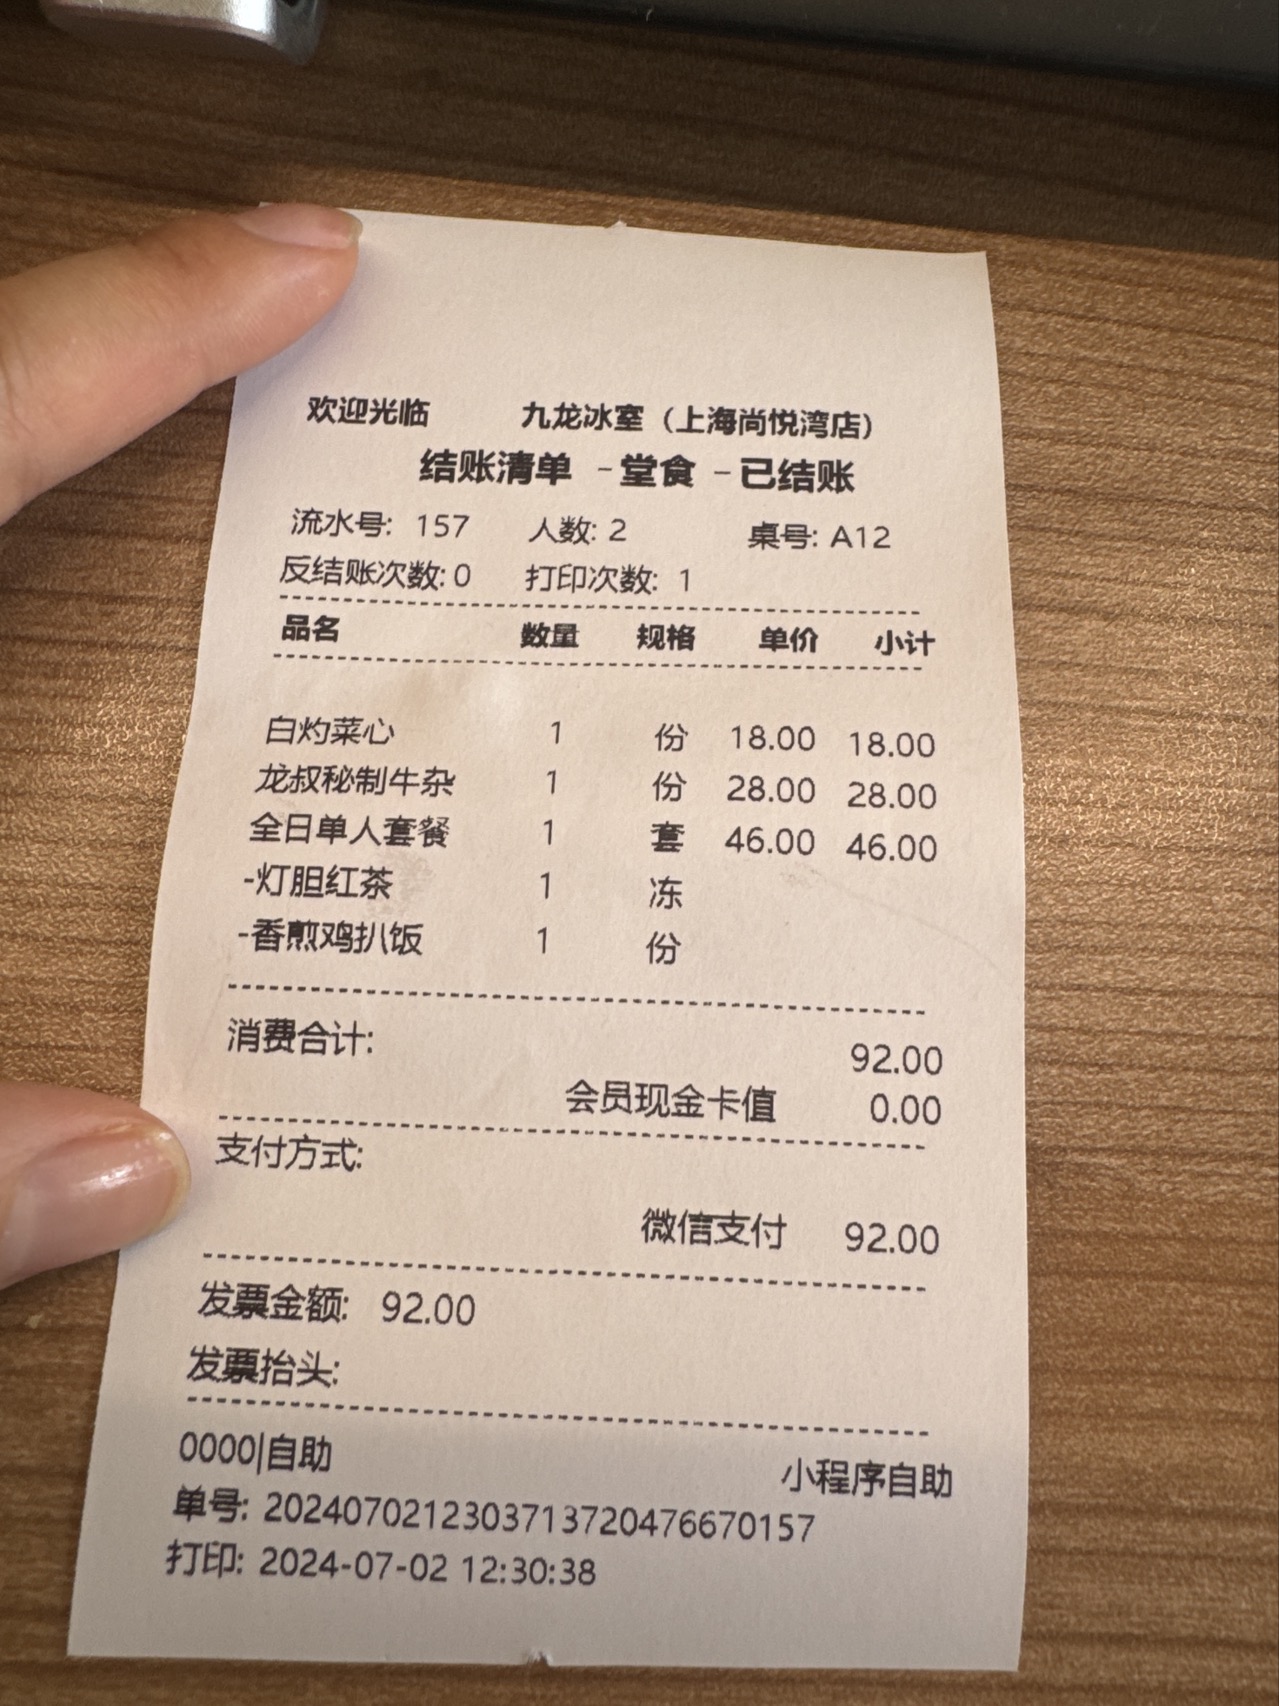 欢迎光临 九龙冰室（上海尚悦湾店）
结账清单 -堂食 -已结账
流水号: 157 人数: 2 桌号: A12
反结账次数: 0 打印次数: 1
品名 数量 规格 单价 小计
白灼菜心 1 份 18.00 18.00
龙叔秘制牛杂 1 份 28.00 28.00
全日单人套餐 1 套 46.00 46.00
-灯胆红茶 1 冻
-香煎鸡扒饭 1 份
消费合计: 92.00
会员现金卡值 0.00
支付方式:
微信支付 92.00
发票金额: 92.00
发票抬头:
0000|自助 小程序自助
单号: 20240702123037137204766​70157
打印: 2024-07-02 12:30:38